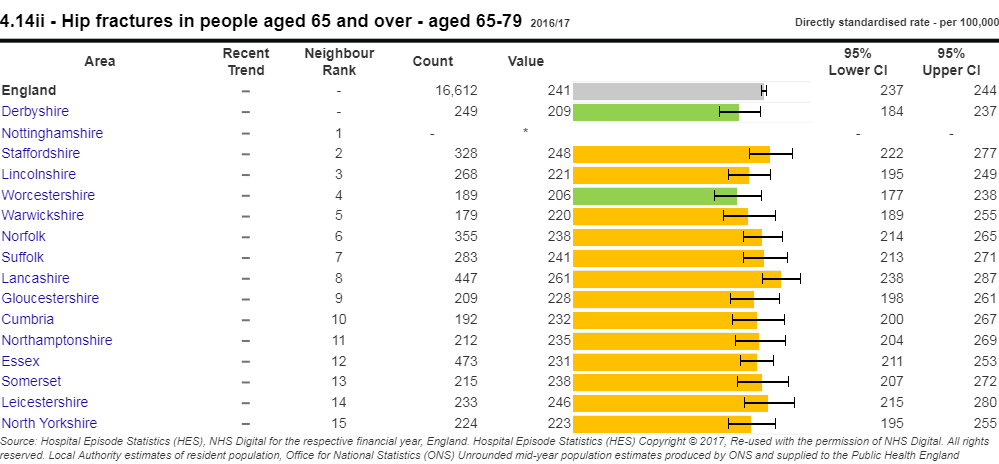 4.14ii - Hip fractures in people aged 65 and over - aged 65-79 2016/17 Directly standardised rate - per 100,000
Area Recent Trend Neighbour Rank Count Value 95% Lower CI 95% Upper CI
England – - 16,612 241 237 244
Derbyshire – - 249 209 184 237
Nottinghamshire – 1 - * - -
Staffordshire – 2 328 248 222 277
Lincolnshire – 3 268 221 195 249
Worcestershire – 4 189 206 177 238
Warwickshire – 5 179 220 189 255
Norfolk – 6 355 238 214 265
Suffolk – 7 283 241 213 271
Lancashire – 8 447 261 238 287
Gloucestershire – 9 209 228 198 261
Cumbria – 10 192 232 200 267
Northamptonshire – 11 212 235 204 269
Essex – 12 473 231 211 253
Somerset – 13 215 238 207 272
Leicestershire – 14 233 246 215 280
North Yorkshire – 15 224 223 195 255
Source: Hospital Episode Statistics (HES), NHS Digital for the respective financial year, England. Hospital Episode Statistics (HES) Copyright © 2017, Re-used with the permission of NHS Digital. All rights
reserved. Local Authority estimates of resident population, Office for National Statistics (ONS) Unrounded mid-year population estimates produced by ONS and supplied to the Public Health England